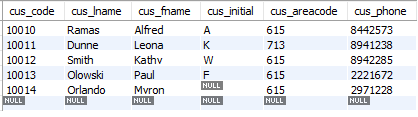 cus_code cus_lname cus_fname cus_initial cus_areacode cus_phone
10010 Ramas Alfred A 615 8442573
10011 Dunne Leona K 713 8941238
10012 Smith Kathy W 615 8942285
10013 Olowski Paul F 615 2221672
10014 Orlando Myron NULL 615 2971228
NULL NULL NULL NULL NULL NULL